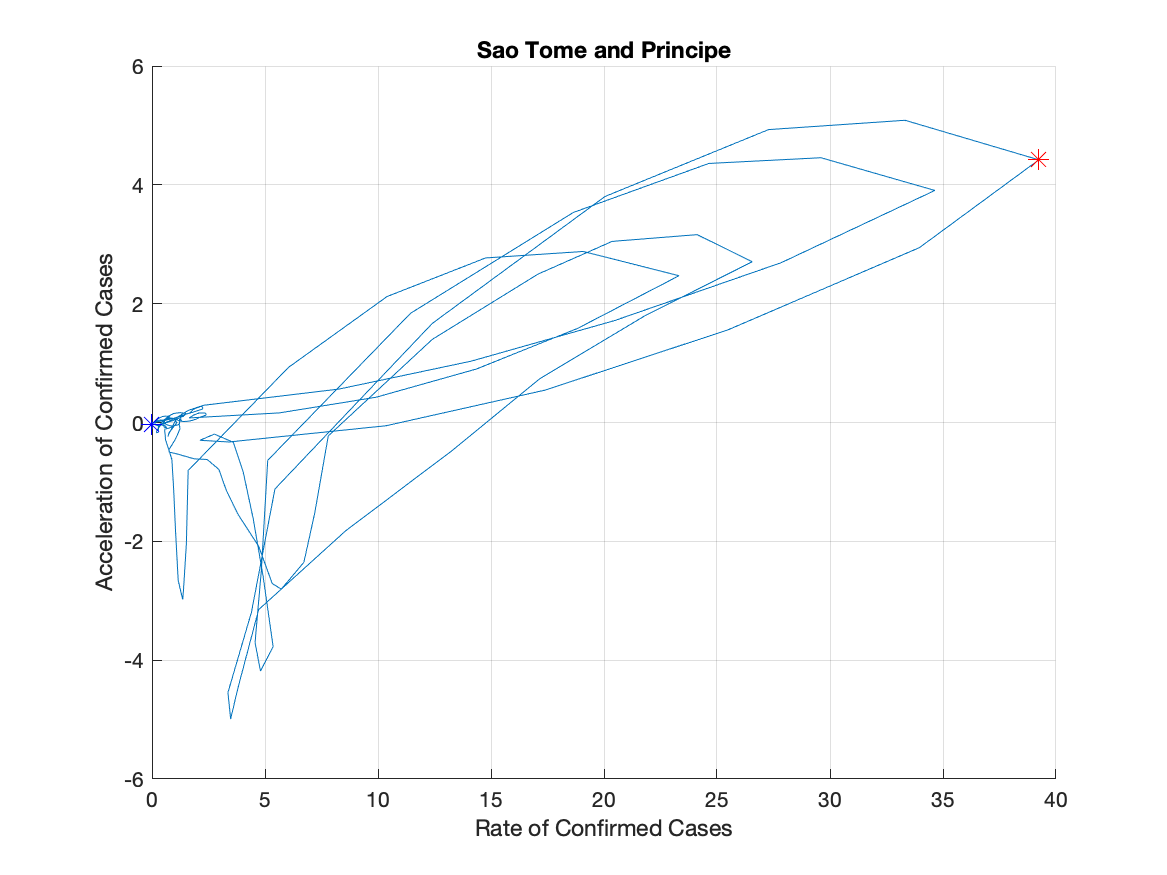 Sao Tome and Principe
6
4
2
0
-2
-4
-6
Acceleration of Confirmed Cases
0 5 10 15 20 25 30 35 40
Rate of Confirmed Cases